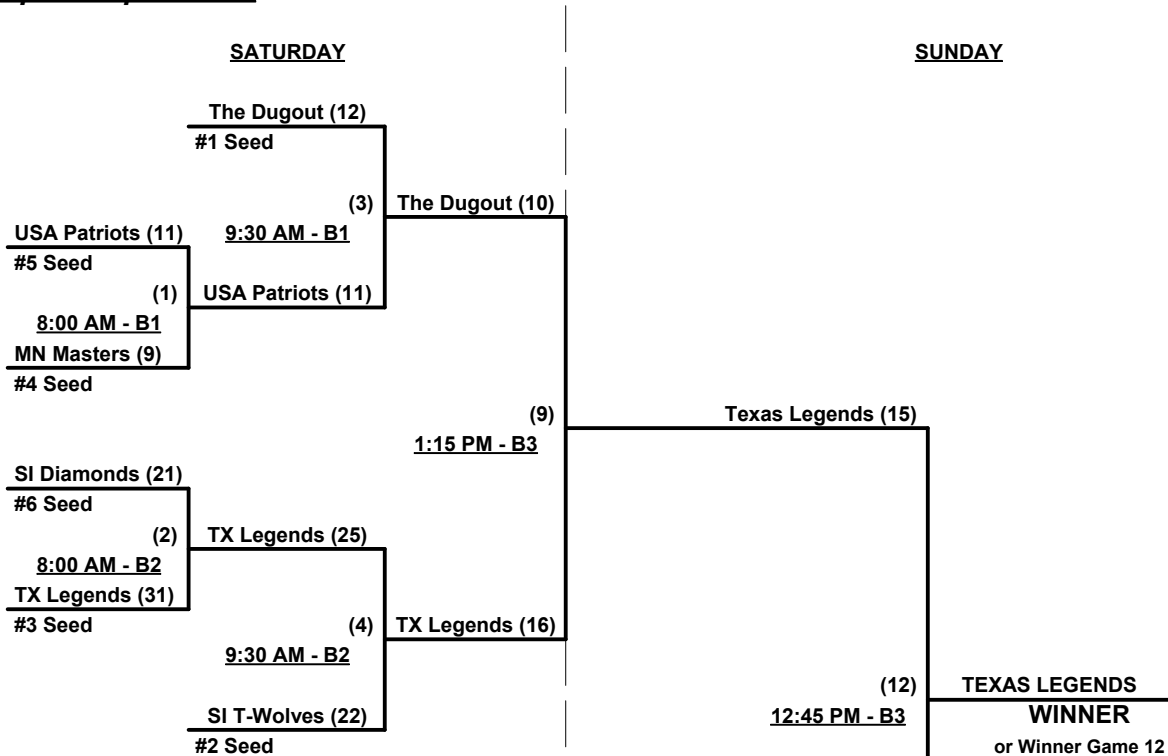 SATURDAY
SUNDAY
The Dugout (12)
#1 Seed
(3)
The Dugout (10)
USA Patriots (11)
9:30 AM - B1
#5 Seed
(1)
USA Patriots (11)
8:00 AM - B1
MN Masters (9)
#4 Seed
(9)
Texas Legends (15)
1:15 PM - B3
SI Diamonds (21)
#6 Seed
(2)
TX Legends (25)
8:00 AM - B2
TX Legends (31)
#3 Seed
(4)
TX Legends (16)
9:30 AM - B2
(12)
TEXAS LEGENDS
SI T-Wolves (22)
12:45 PM - B3
WINNER
#2 Seed
or Winner Game 12